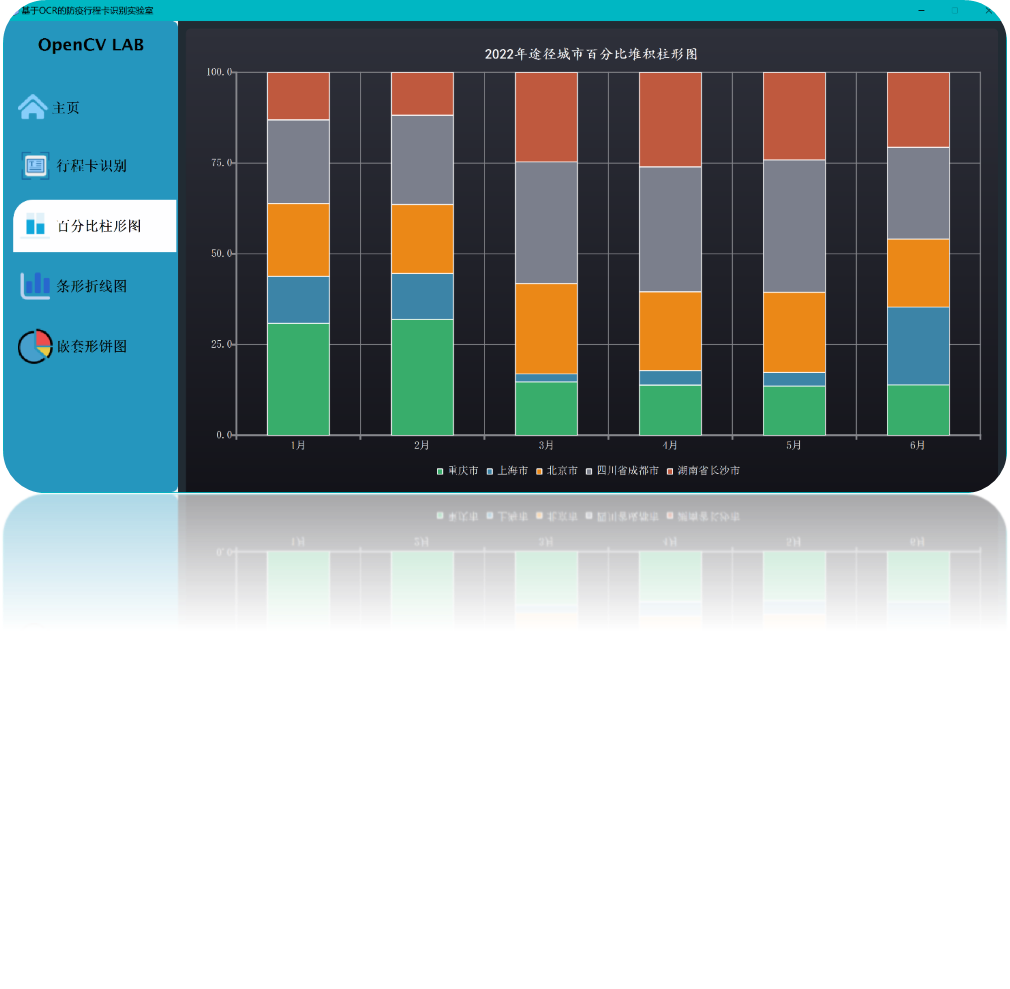 基于OCR的防疫行程卡识别实验室
OpenCV LAB
主页
行程卡识别
百分比柱形图
条形折线图
嵌套形饼图
2022年途径城市百分比堆积柱形图
100.0
75.0
50.0
25.0
0.0
1月 2月 3月 4月 5月 6月
重庆市 上海市 北京市 四川省成都市 湖南省长沙市